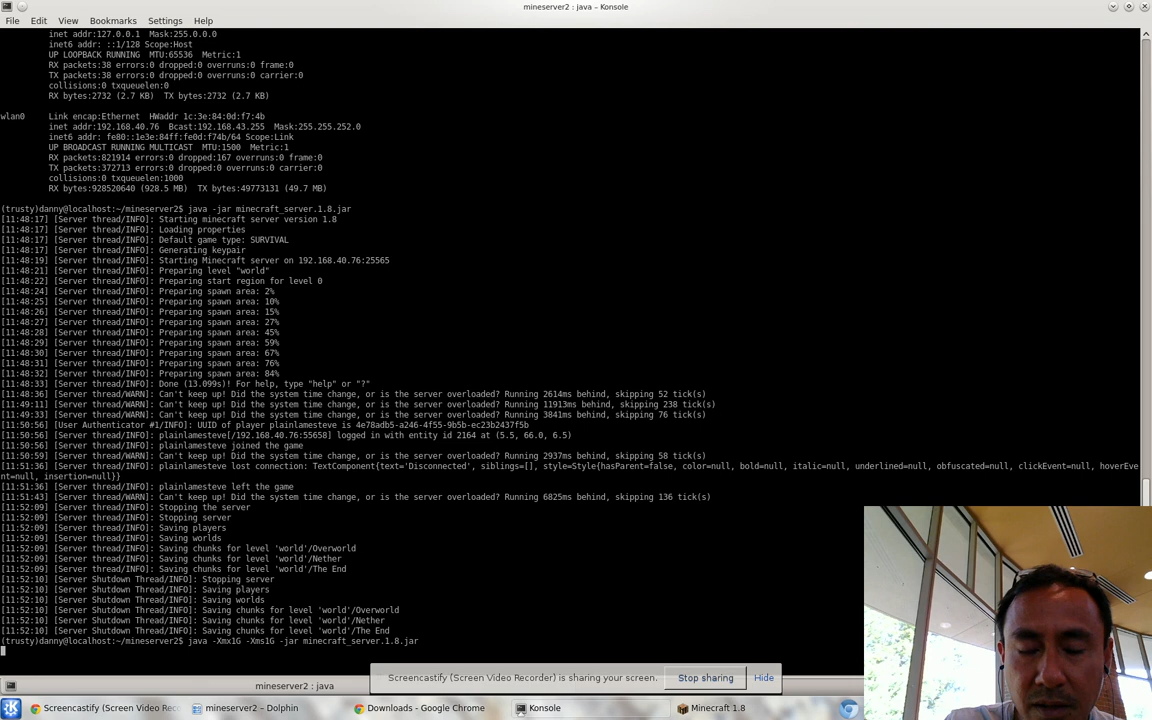 mineserver2 : java – Konsole
File Edit View Bookmarks Settings Help
inet addr:127.0.0.1 Mask:255.0.0.0
inet6 addr: ::1/128 Scope:Host
UP LOOPBACK RUNNING MTU:65536 Metric:1
RX packets:38 errors:0 dropped:0 overruns:0 frame:0
TX packets:38 errors:0 dropped:0 overruns:0 carrier:0
collisions:0 txqueuelen:0
RX bytes:2732 (2.7 KB) TX bytes:2732 (2.7 KB)
wlan0 Link encap:Ethernet HWaddr 1c:3e:84:0d:f7:4b
inet addr:192.168.40.76 Bcast:192.168.43.255 Mask:255.255.252.0
inet6 addr: fe80::1e3e:84ff:fe0d:f74b/64 Scope:Link
UP BROADCAST RUNNING MULTICAST MTU:1500 Metric:1
RX packets:821914 errors:0 dropped:167 overruns:0 frame:0
TX packets:372713 errors:0 dropped:0 overruns:0 carrier:0
collisions:0 txqueuelen:1000
RX bytes:928520640 (928.5 MB) TX bytes:49773131 (49.7 MB)
(trusty)danny@localhost:~/mineserver2$ java -jar minecraft_server.1.8.jar
[11:48:17] [Server thread/INFO]: Starting minecraft server version 1.8
[11:48:17] [Server thread/INFO]: Loading properties
[11:48:17] [Server thread/INFO]: Default game type: SURVIVAL
[11:48:17] [Server thread/INFO]: Generating keypair
[11:48:19] [Server thread/INFO]: Starting Minecraft server on 192.168.40.76:25565
[11:48:21] [Server thread/INFO]: Preparing level "world"
[11:48:22] [Server thread/INFO]: Preparing start region for level 0
[11:48:24] [Server thread/INFO]: Preparing spawn area: 2%
[11:48:25] [Server thread/INFO]: Preparing spawn area: 10%
[11:48:26] [Server thread/INFO]: Preparing spawn area: 15%
[11:48:27] [Server thread/INFO]: Preparing spawn area: 27%
[11:48:28] [Server thread/INFO]: Preparing spawn area: 45%
[11:48:29] [Server thread/INFO]: Preparing spawn area: 59%
[11:48:30] [Server thread/INFO]: Preparing spawn area: 67%
[11:48:31] [Server thread/INFO]: Preparing spawn area: 76%
[11:48:32] [Server thread/INFO]: Preparing spawn area: 84%
[11:48:33] [Server thread/INFO]: Done (13.099s)! For help, type "help" or "?"
[11:48:36] [Server thread/WARN]: Can't keep up! Did the system time change, or is the server overloaded? Running 2614ms behind, skipping 52 tick(s)
[11:49:11] [Server thread/WARN]: Can't keep up! Did the system time change, or is the server overloaded? Running 11913ms behind, skipping 238 tick(s)
[11:49:33] [Server thread/WARN]: Can't keep up! Did the system time change, or is the server overloaded? Running 3841ms behind, skipping 76 tick(s)
[11:50:56] [User Authenticator #1/INFO]: UUID of player plainlamesteve is 4e78adb5-a246-4f55-9b5b-ec23b2437f5b
[11:50:56] [Server thread/INFO]: plainlamesteve[/192.168.40.76:55658] logged in with entity id 2164 at (5.5, 66.0, 6.5)
[11:50:56] [Server thread/INFO]: plainlamesteve joined the game
[11:50:59] [Server thread/WARN]: Can't keep up! Did the system time change, or is the server overloaded? Running 2937ms behind, skipping 58 tick(s)
[11:51:36] [Server thread/INFO]: plainlamesteve lost connection: TextComponent{text='Disconnected', siblings=[], style=Style{hasParent=false, color=null, bold=null, italic=null, underlined=null, obfuscated=null, clickEvent=null, hoverEve
nt=null, insertion=null}}
[11:51:36] [Server thread/INFO]: plainlamesteve left the game
[11:51:43] [Server thread/WARN]: Can't keep up! Did the system time change, or is the server overloaded? Running 6825ms behind, skipping 136 tick(s)
[11:52:09] [Server thread/INFO]: Stopping the server
[11:52:09] [Server thread/INFO]: Stopping server
[11:52:09] [Server thread/INFO]: Saving players
[11:52:09] [Server thread/INFO]: Saving worlds
[11:52:09] [Server thread/INFO]: Saving chunks for level 'world'/Overworld
[11:52:09] [Server thread/INFO]: Saving chunks for level 'world'/Nether
[11:52:09] [Server thread/INFO]: Saving chunks for level 'world'/The End
[11:52:10] [Server Shutdown Thread/INFO]: Stopping server
[11:52:10] [Server Shutdown Thread/INFO]: Saving players
[11:52:10] [Server Shutdown Thread/INFO]: Saving worlds
[11:52:10] [Server Shutdown Thread/INFO]: Saving chunks for level 'world'/Overworld
[11:52:10] [Server Shutdown Thread/INFO]: Saving chunks for level 'world'/Nether
[11:52:10] [Server Shutdown Thread/INFO]: Saving chunks for level 'world'/The End
(trusty)danny@localhost:~/mineserver2$ java -Xmx1G -Xms1G -jar minecraft_server.1.8.jar
Screencastify (Screen Video Recorder) is sharing your screen. Stop sharing Hide
mineserver2 : java
Screencastify (Screen Video Rec mineserver2 – Dolphin Downloads - Google Chrome Konsole Minecraft 1.8